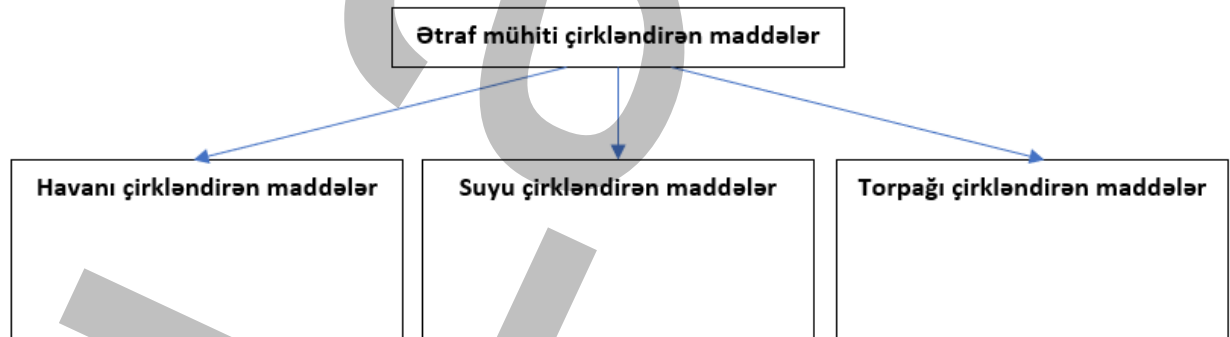 Ətraf mühiti çirkləndirən maddələr
Havanı çirkləndirən maddələr
Suyu çirkləndirən maddələr
Torpağı çirkləndirən maddələr